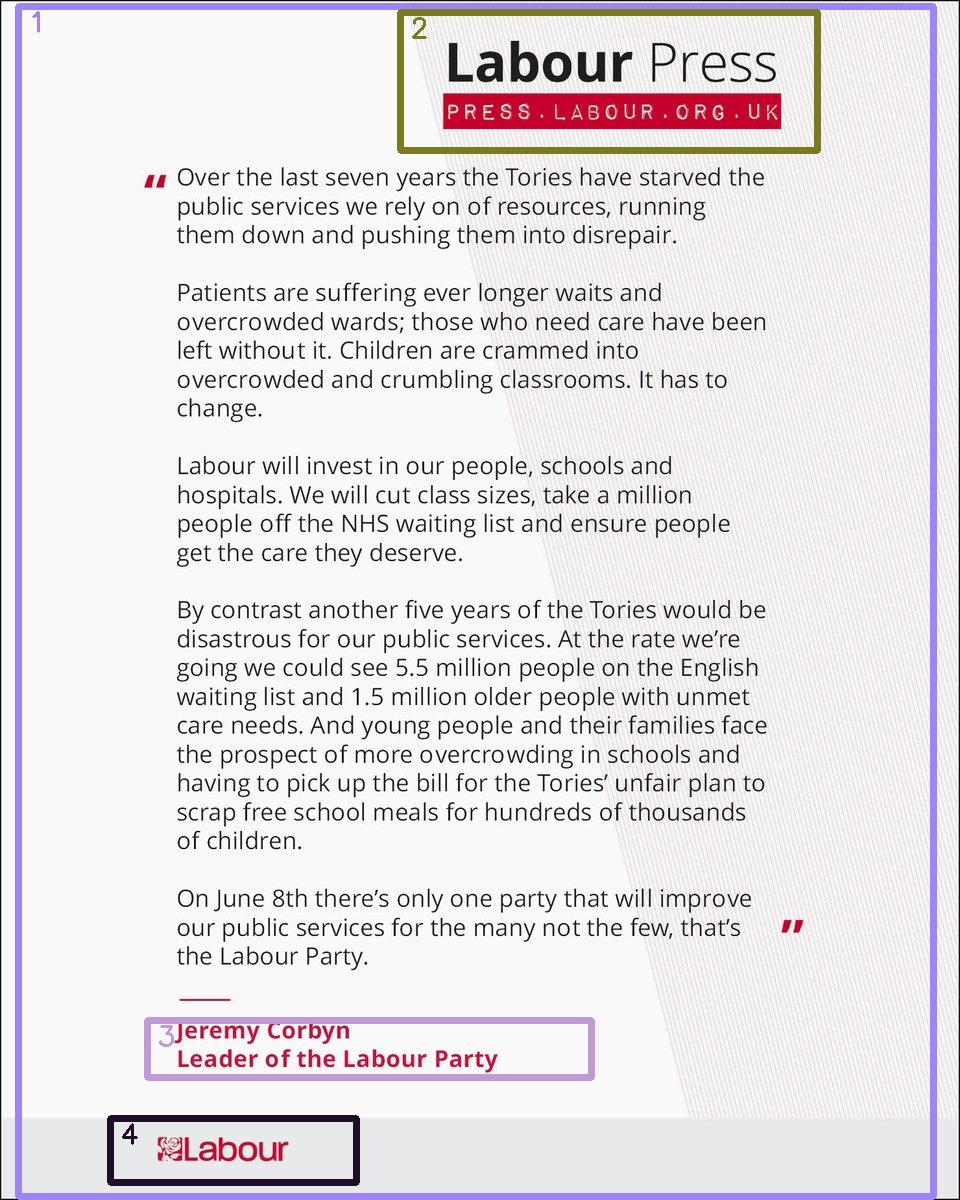 Labour Press
PRESS.LABOUR.ORG.UK
“ Over the last seven years the Tories have starved the
public services we rely on of resources, running
them down and pushing them into disrepair.
Patients are suffering ever longer waits and
overcrowded wards; those who need care have been
left without it. Children are crammed into
overcrowded and crumbling classrooms. It has to
change.
Labour will invest in our people, schools and
hospitals. We will cut class sizes, take a million
people off the NHS waiting list and ensure people
get the care they deserve.
By contrast another five years of the Tories would be
disastrous for our public services. At the rate we’re
going we could see 5.5 million people on the English
waiting list and 1.5 million older people with unmet
care needs. And young people and their families face
the prospect of more overcrowding in schools and
having to pick up the bill for the Tories’ unfair plan to
scrap free school meals for hundreds of thousands
of children.
On June 8th there’s only one party that will improve
our public services for the many not the few, that’s
the Labour Party. ”
Jeremy Corbyn
Leader of the Labour Party
Labour
1
2
3
4